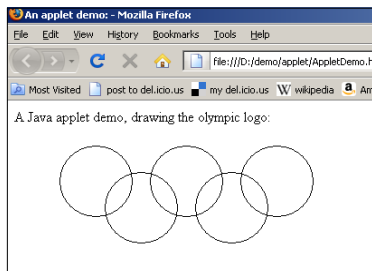 An applet demo: - Mozilla Firefox
File Edit View History Bookmarks Tools Help
file:///D:/demo/applet/AppletDemo.h
Most Visited post to del.icio.us my del.icio.us W wikipedia a Am
A Java applet demo, drawing the olympic logo: